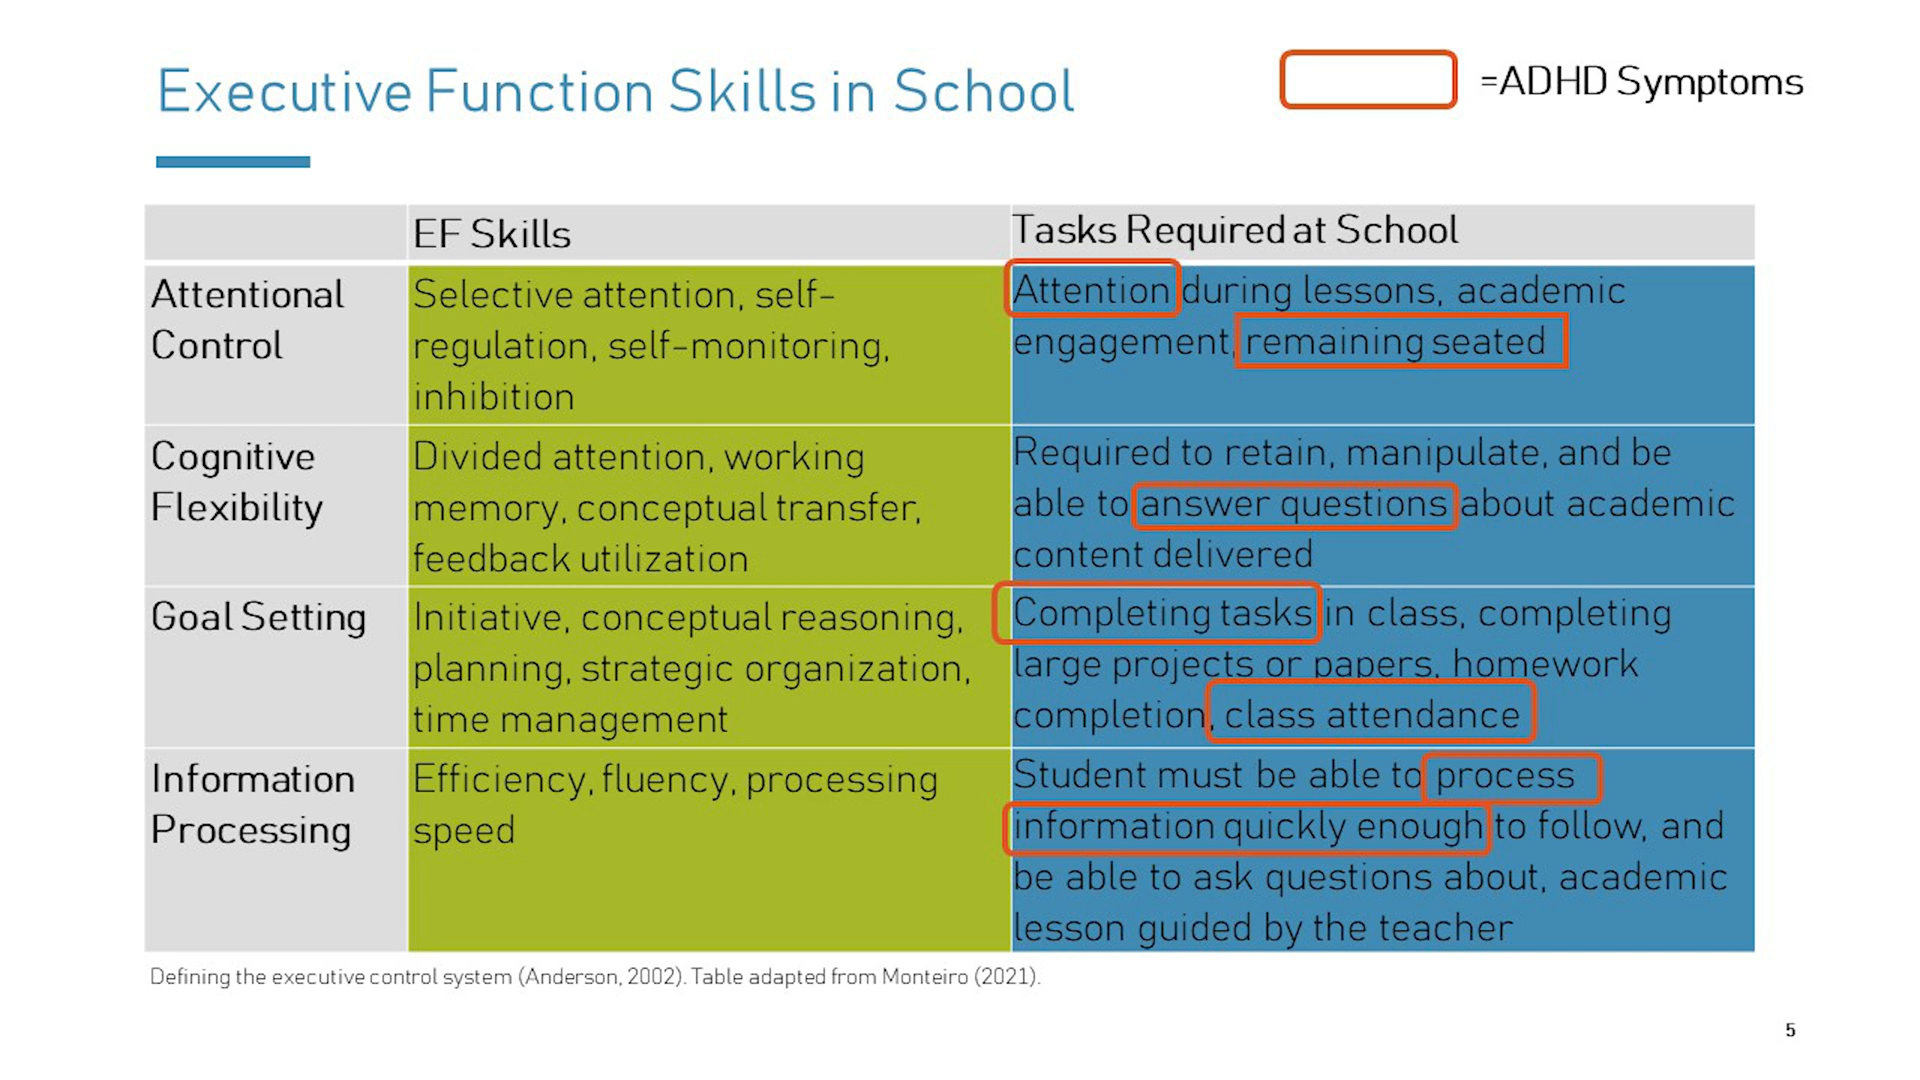 Executive Function Skills in School
=ADHD Symptoms
EF Skills
Tasks Required at School
Attentional
Control
Selective attention, self-
regulation, self-monitoring,
inhibition
Attention during lessons, academic
engagement, remaining seated
Cognitive
Flexibility
Divided attention, working
memory, conceptual transfer,
feedback utilization
Required to retain, manipulate, and be
able to answer questions about academic
content delivered
Goal Setting
Initiative, conceptual reasoning,
planning, strategic organization,
time management
Completing tasks in class, completing
large projects or papers, homework
completion, class attendance
Information
Processing
Efficiency, fluency, processing
speed
Student must be able to process
information quickly enough to follow, and
be able to ask questions about, academic
lesson guided by the teacher
Defining the executive control system (Anderson, 2002). Table adapted from Monteiro (2021).
5